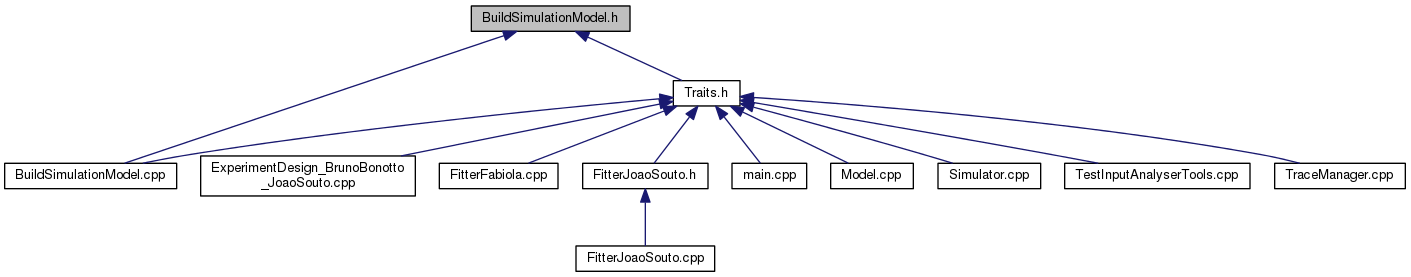 BuildSimulationModel.h
Traits.h
BuildSimulationModel.cpp
ExperimentDesign_BrunoBonotto
_JoaoSouto.cpp
FitterFabiola.cpp
FitterJoaoSouto.h
main.cpp
Model.cpp
Simulator.cpp
TestInputAnalyserTools.cpp
TraceManager.cpp
FitterJoaoSouto.cpp